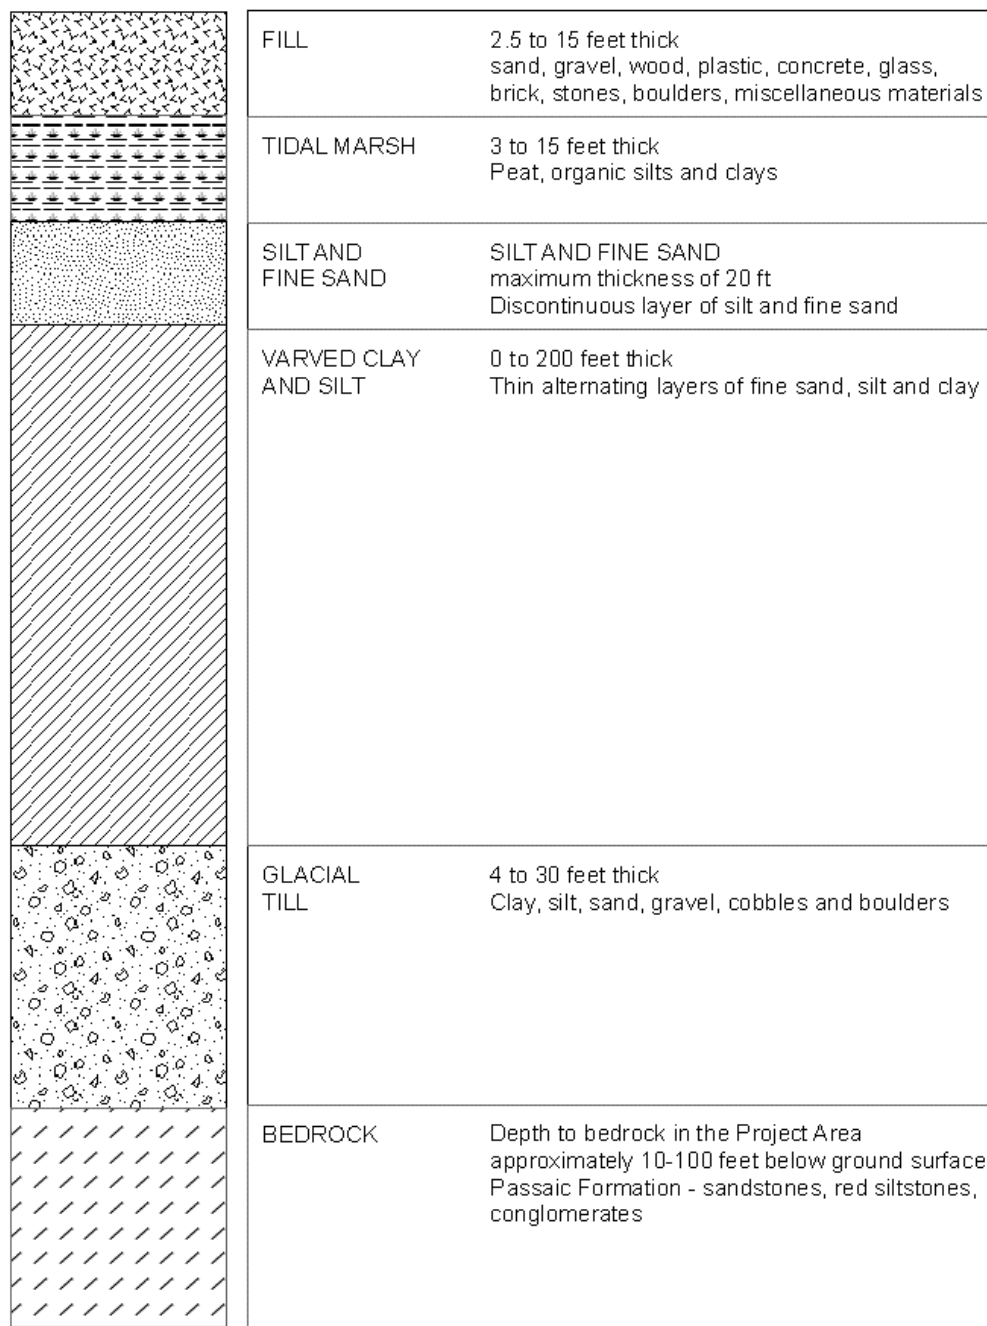 FILL
2.5 to 15 feet thick
sand, gravel, wood, plastic, concrete, glass,
brick, stones, boulders, miscellaneous materials
TIDAL MARSH
3 to 15 feet thick
Peat, organic silts and clays
SILT AND
FINE SAND
SILT AND FINE SAND
maximum thickness of 20 ft
Discontinuous layer of silt and fine sand
VARVED CLAY
AND SILT
0 to 200 feet thick
Thin alternating layers of fine sand, silt and clay
GLACIAL
TILL
4 to 30 feet thick
Clay, silt, sand, gravel, cobbles and boulders
BEDROCK
Depth to bedrock in the Project Area
approximately 10-100 feet below ground surface
Passaic Formation - sandstones, red siltstones,
conglomerates